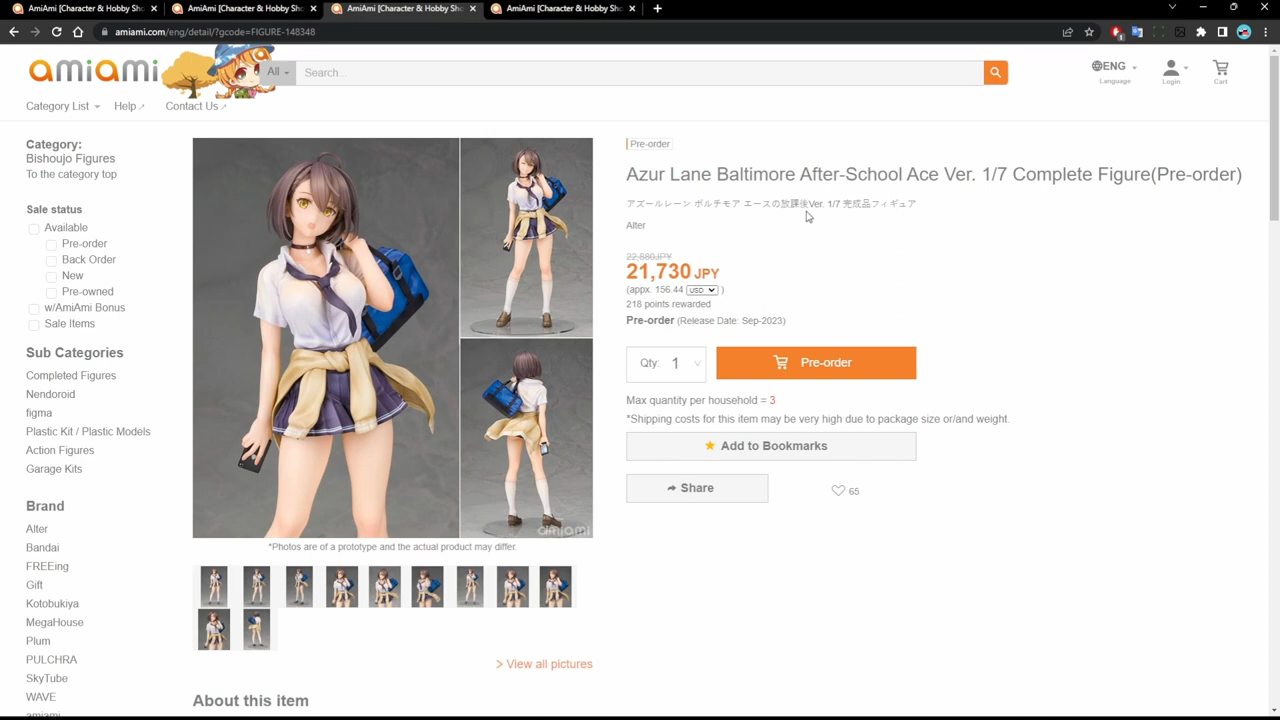 AmiAmi [Character & Hobby Sho
AmiAmi [Character & Hobby Sho
AmiAmi [Character & Hobby Sho
AmiAmi [Character & Hobby Sho
amiami.com/eng/detail/?gcode=FIGURE-148348
amiami
All
Search...
ENG
Language
Login
Cart
Category List
Help
Contact Us
Category:
Bishoujo Figures
To the category top
Sale status
Available
Pre-order
Back Order
New
Pre-owned
w/AmiAmi Bonus
Sale Items
Sub Categories
Completed Figures
Nendoroid
figma
Plastic Kit / Plastic Models
Action Figures
Garage Kits
Brand
Alter
Bandai
FREEing
Gift
Kotobukiya
MegaHouse
Plum
PULCHRA
SkyTube
WAVE
amiami
amiami
*Photos are of a prototype and the actual product may differ.
> View all pictures
About this item
Pre-order
Azur Lane Baltimore After-School Ace Ver. 1/7 Complete Figure(Pre-order)
アズールレーン ボルチモア エースの放課後Ver. 1/7 完成品フィギュア
Alter
22,880JPY
21,730 JPY
(appx. 156.44 USD )
218 points rewarded
Pre-order (Release Date: Sep-2023)
Qty: 1
Pre-order
Max quantity per household = 3
*Shipping costs for this item may be very high due to package size or/and weight.
Add to Bookmarks
Share
65